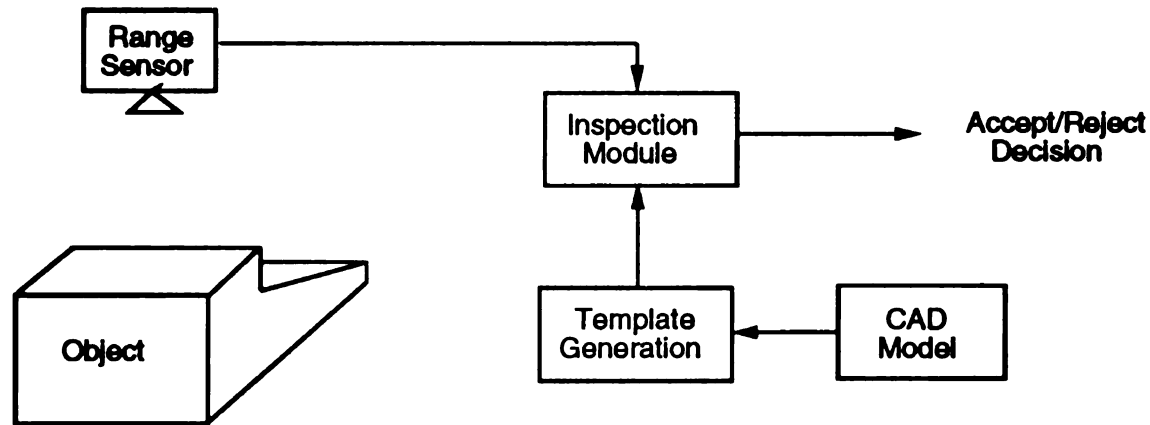 Range
Sensor
Inspection
Module
Accept/Reject
Decision
Object
Template
Generation
CAD
Model